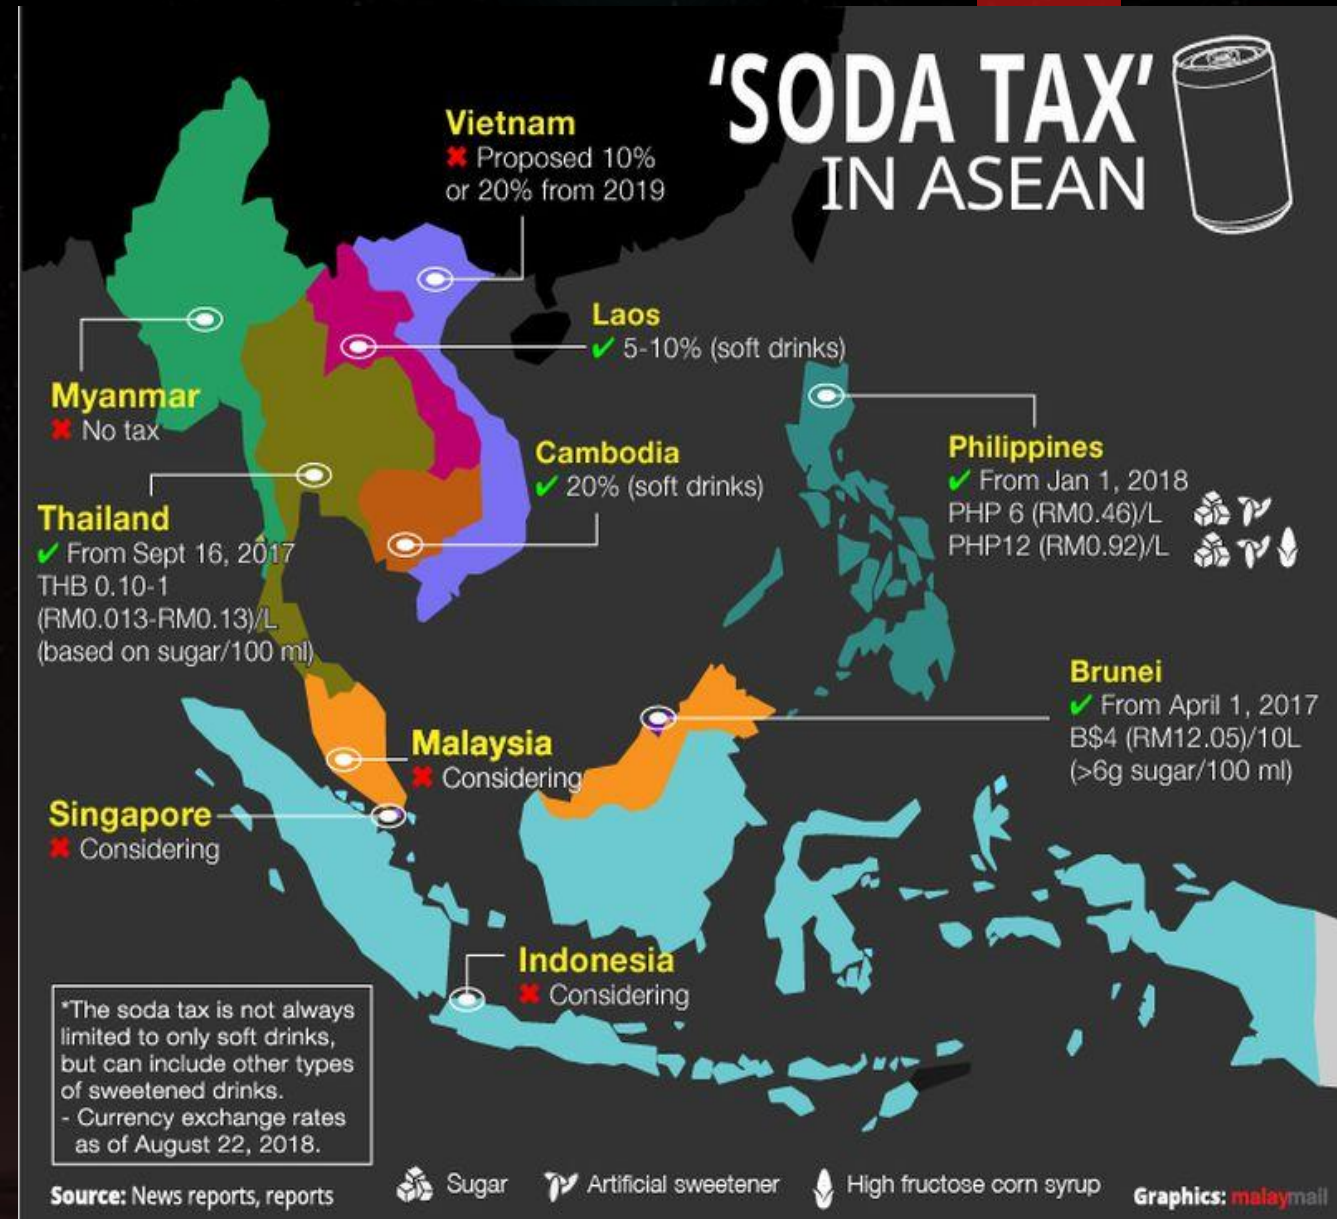 ‘SODA TAX’
IN ASEAN
Vietnam
✖ Proposed 10%
or 20% from 2019
Laos
✔ 5-10% (soft drinks)
Myanmar
✖ No tax
Cambodia
✔ 20% (soft drinks)
Philippines
✔ From Jan 1, 2018
PHP 6 (RM0.46)/L
PHP12 (RM0.92)/L
Thailand
✔ From Sept 16, 2017
THB 0.10-1
(RM0.013-RM0.13)/L
(based on sugar/100 ml)
Brunei
✔ From April 1, 2017
B$4 (RM12.05)/10L
(>6g sugar/100 ml)
Malaysia
✖ Considering
Singapore
✖ Considering
Indonesia
✖ Considering
*The soda tax is not always
limited to only soft drinks,
but can include other types
of sweetened drinks.
- Currency exchange rates
as of August 22, 2018.
Sugar
Artificial sweetener
High fructose corn syrup
Source: News reports, reports
Graphics: malaymail